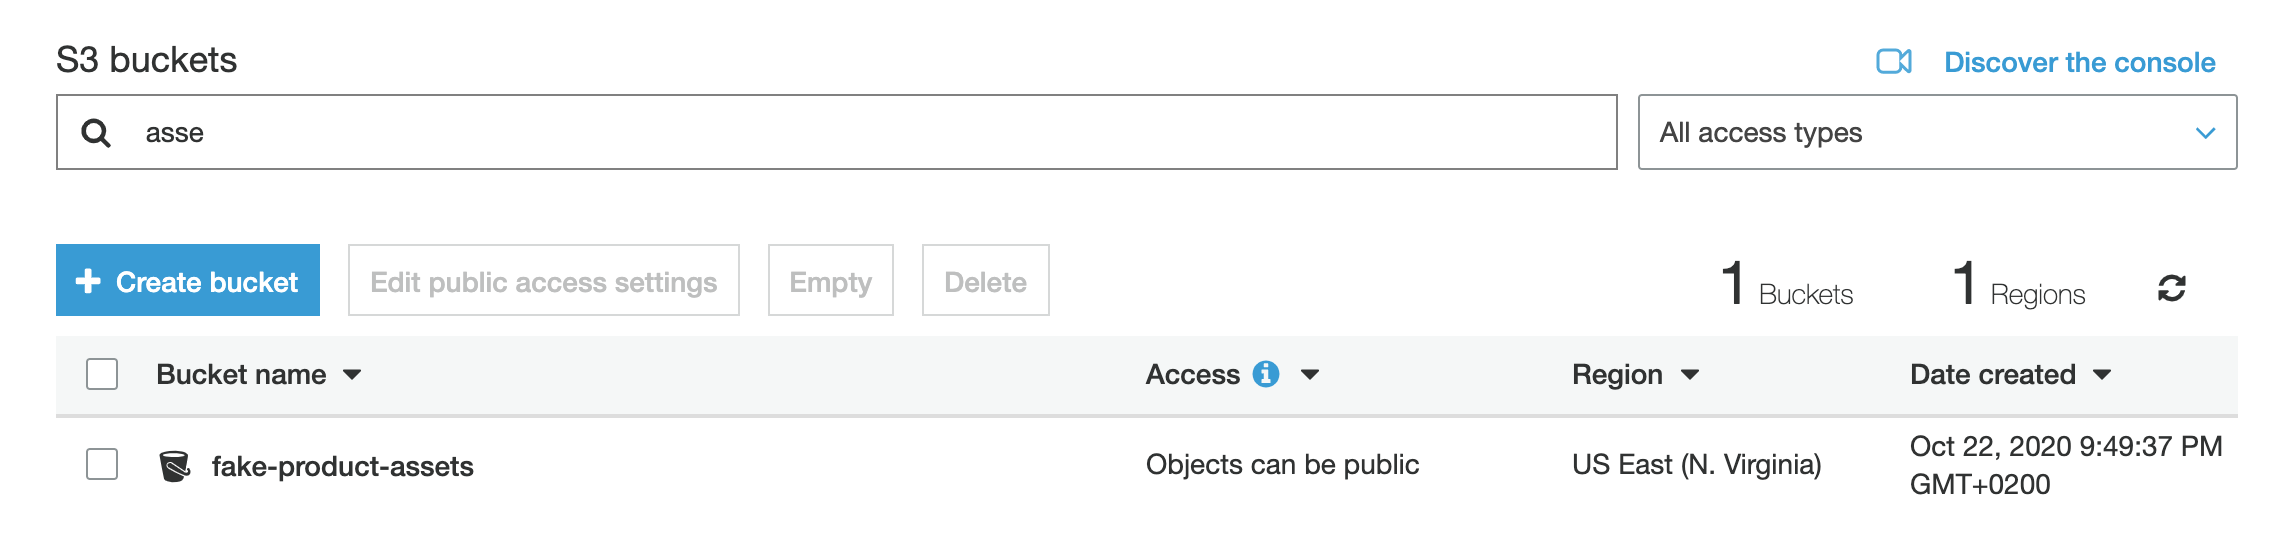 S3 buckets
Discover the console
asse
All access types
Create bucket
Edit public access settings
Empty
Delete
1 Buckets
1 Regions
Bucket name
Access
Region
Date created
fake-product-assets
Objects can be public
US East (N. Virginia)
Oct 22, 2020 9:49:37 PM
GMT+0200